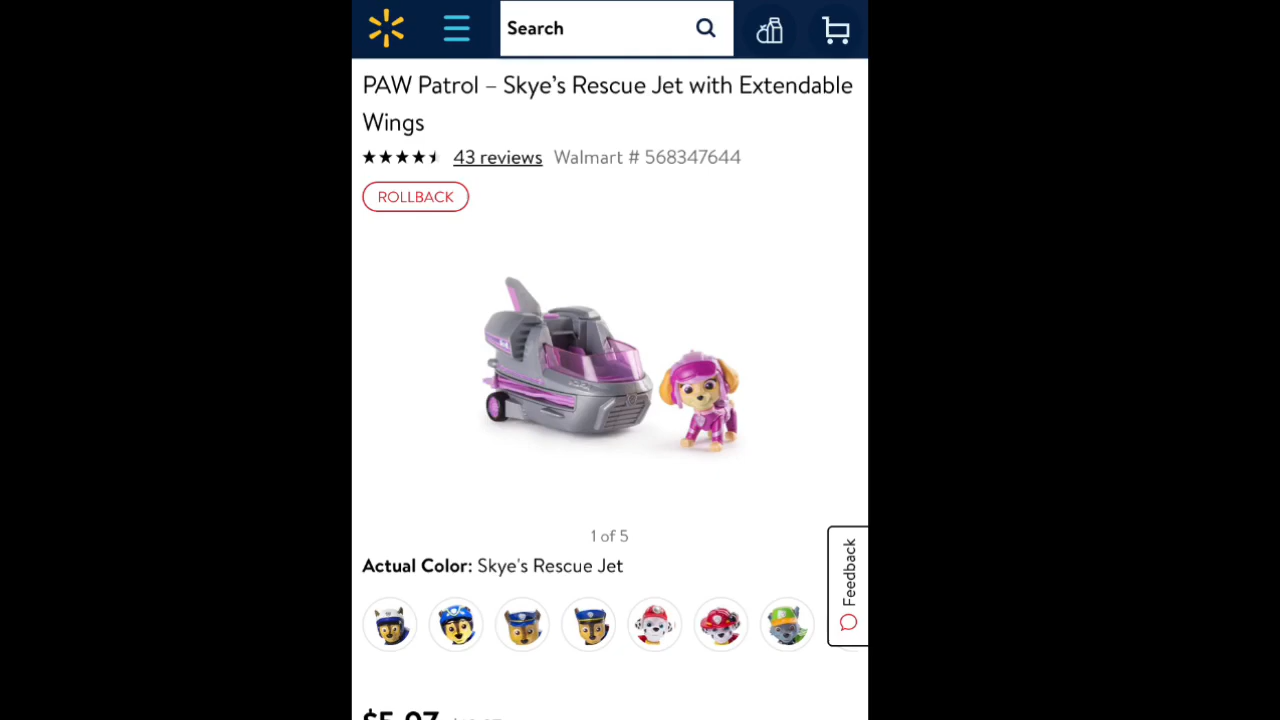 Search
PAW Patrol – Skye’s Rescue Jet with Extendable
Wings
43 reviews Walmart # 568347644
ROLLBACK
1 of 5
Actual Color: Skye's Rescue Jet
Feedback